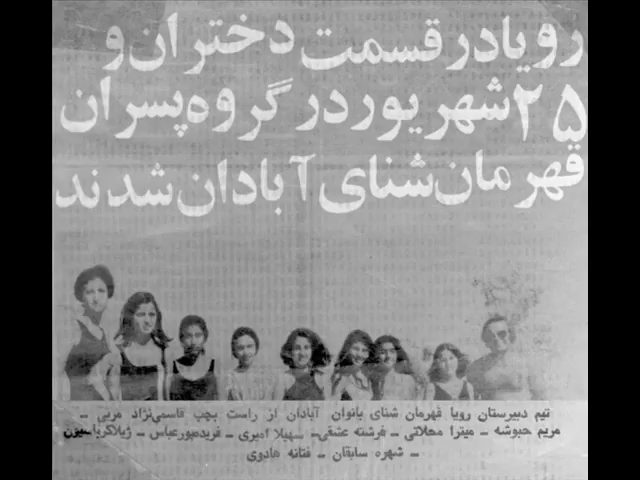 رویا در قسمت دختران و
۲۵ شهریور در گروه پسران
قهرمان شنای آبادان شدند
تیم دبیرستان رویا قهرمان شنای بانوان آبادان از راست بچپ قاسمی‌نژاد مربی ـ
مریم حبوشه ـ میترا محلاتی ـ فرشته عشقی ـ سهیلا امیری ـ فریده پورعباس ـ ژیلاکرباسیون
ـ شهره سابقان ـ فتانه هادوی